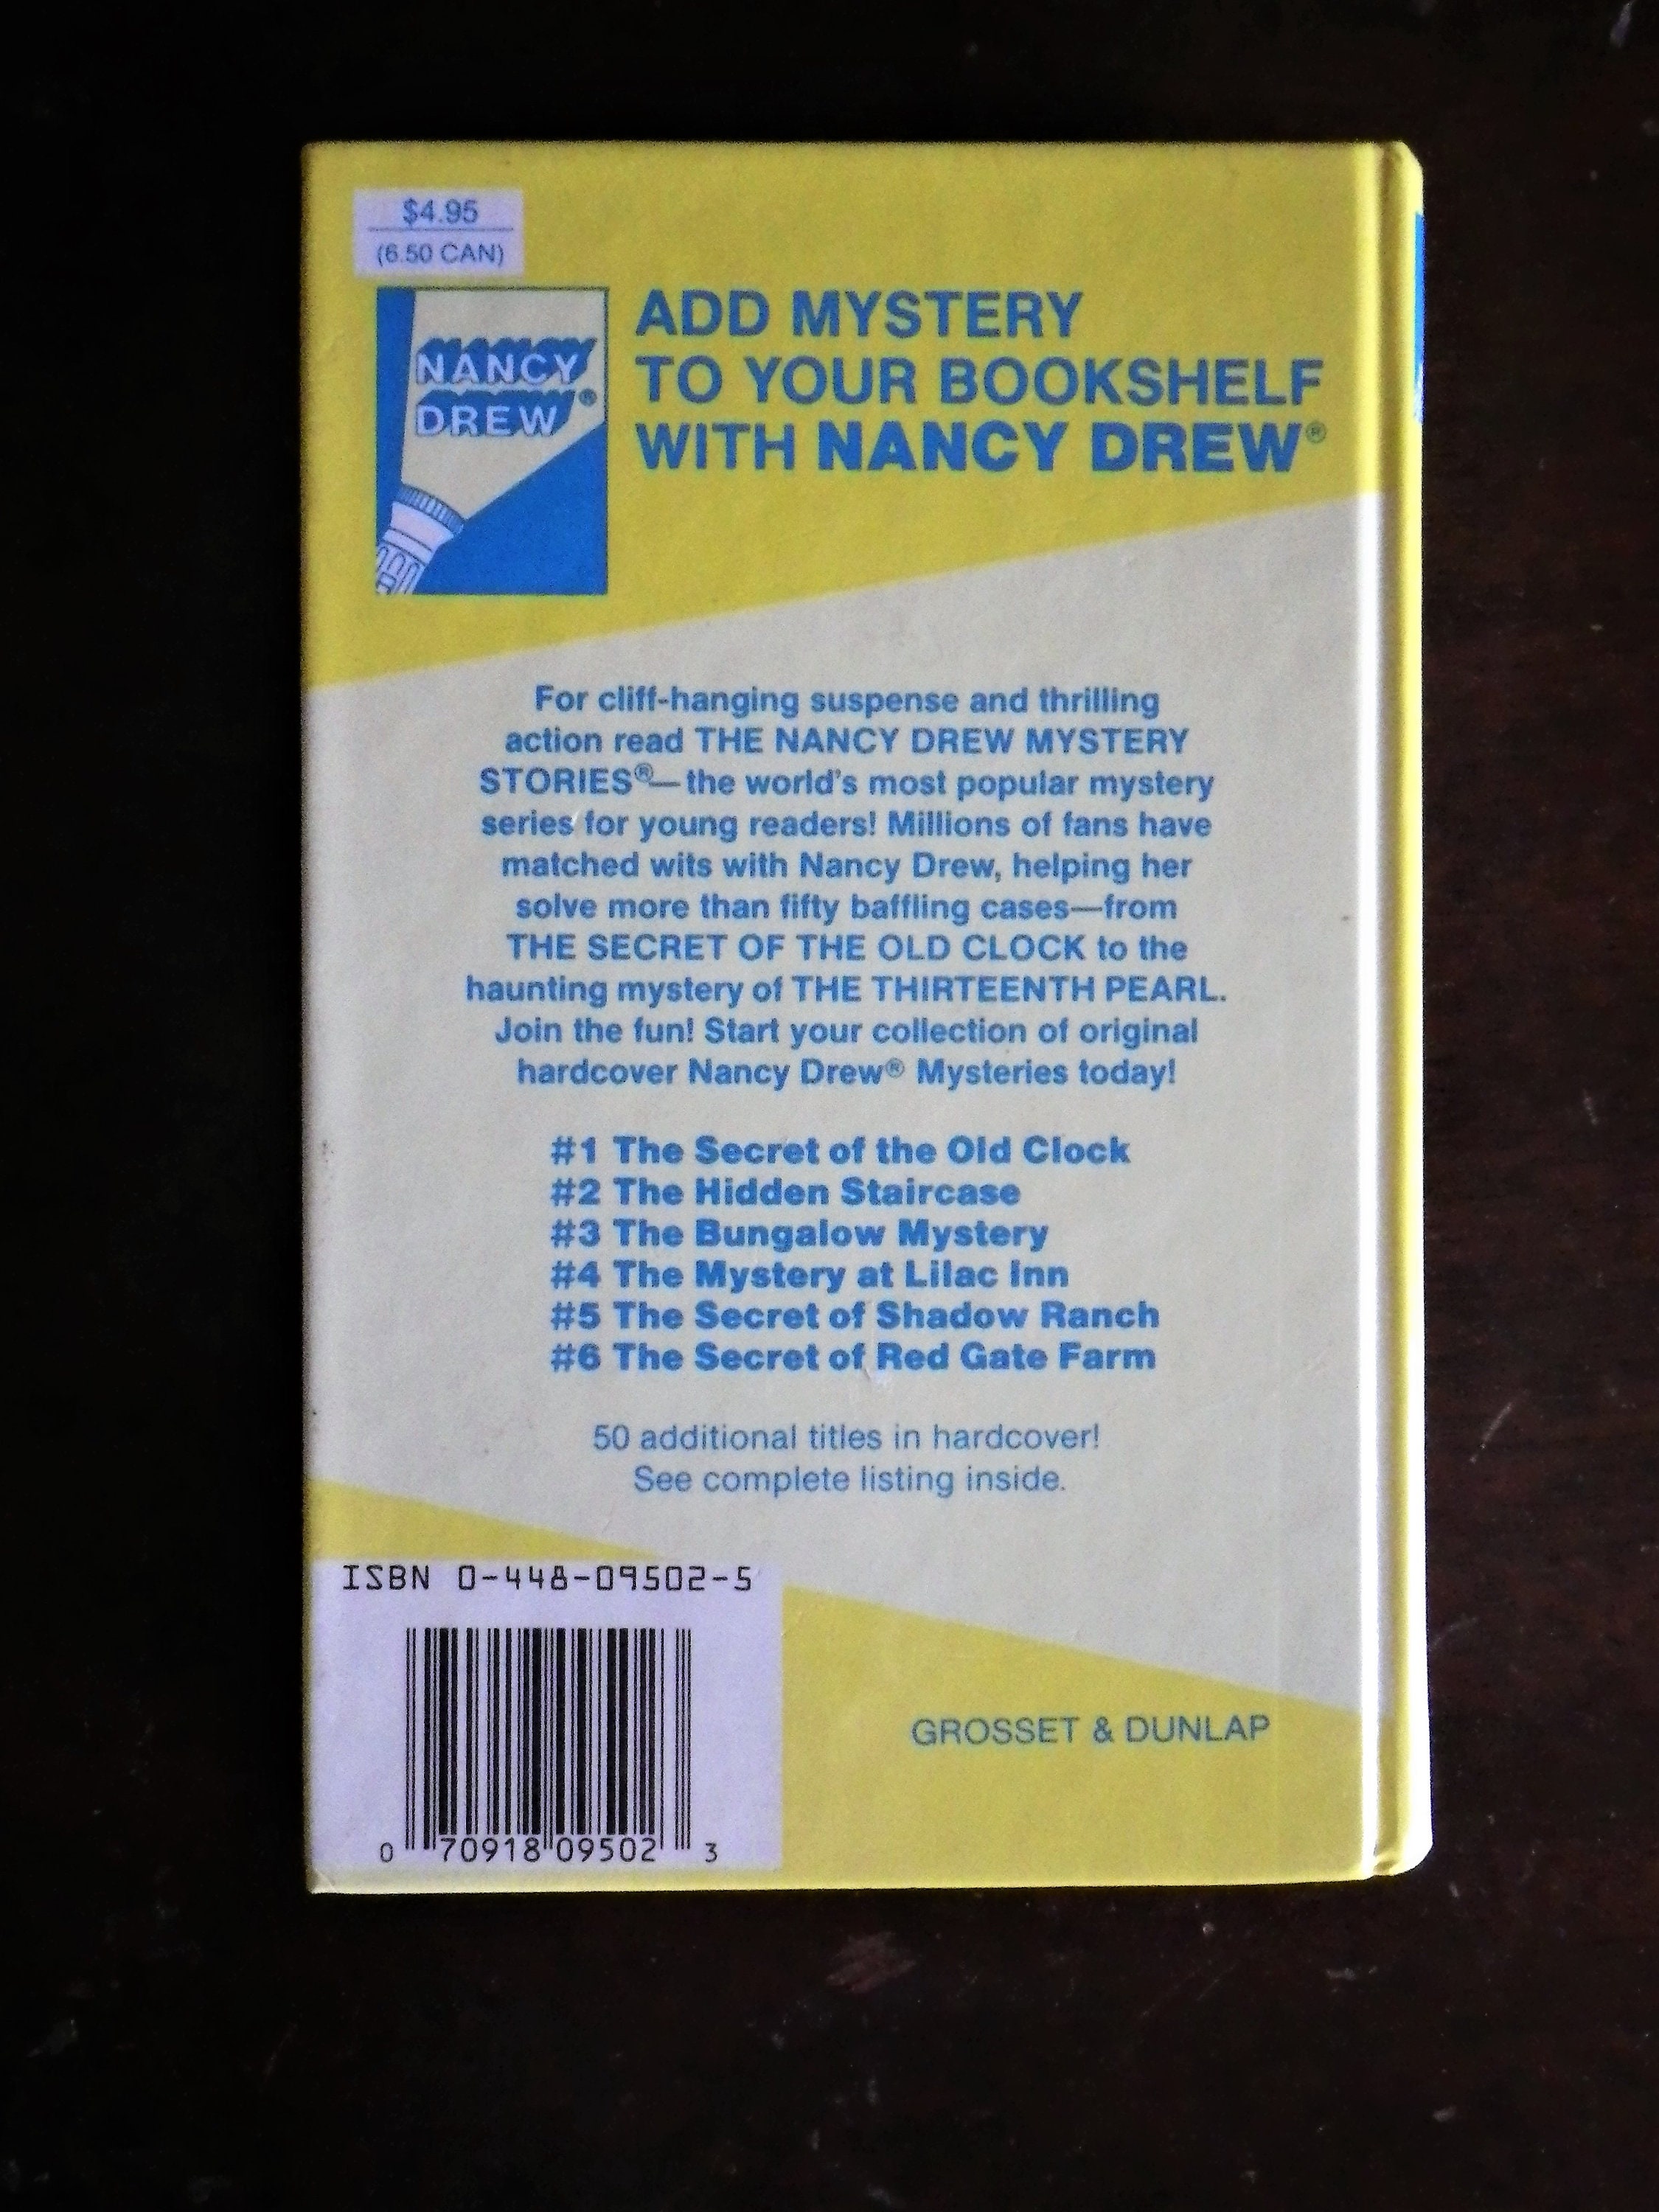 $4.95
(6.50 CAN)
NANCY
DREW®
ADD MYSTERY
TO YOUR BOOKSHELF
WITH NANCY DREW®
For cliff-hanging suspense and thrilling
action read THE NANCY DREW MYSTERY
STORIES®—the world's most popular mystery
series for young readers! Millions of fans have
matched wits with Nancy Drew, helping her
solve more than fifty baffling cases—from
THE SECRET OF THE OLD CLOCK to the
haunting mystery of THE THIRTEENTH PEARL.
Join the fun! Start your collection of original
hardcover Nancy Drew® Mysteries today!
#1 The Secret of the Old Clock
#2 The Hidden Staircase
#3 The Bungalow Mystery
#4 The Mystery at Lilac Inn
#5 The Secret of Shadow Ranch
#6 The Secret of Red Gate Farm
50 additional titles in hardcover!
See complete listing inside.
ISBN 0-448-09502-5
0 70918 09502 3
GROSSET & DUNLAP